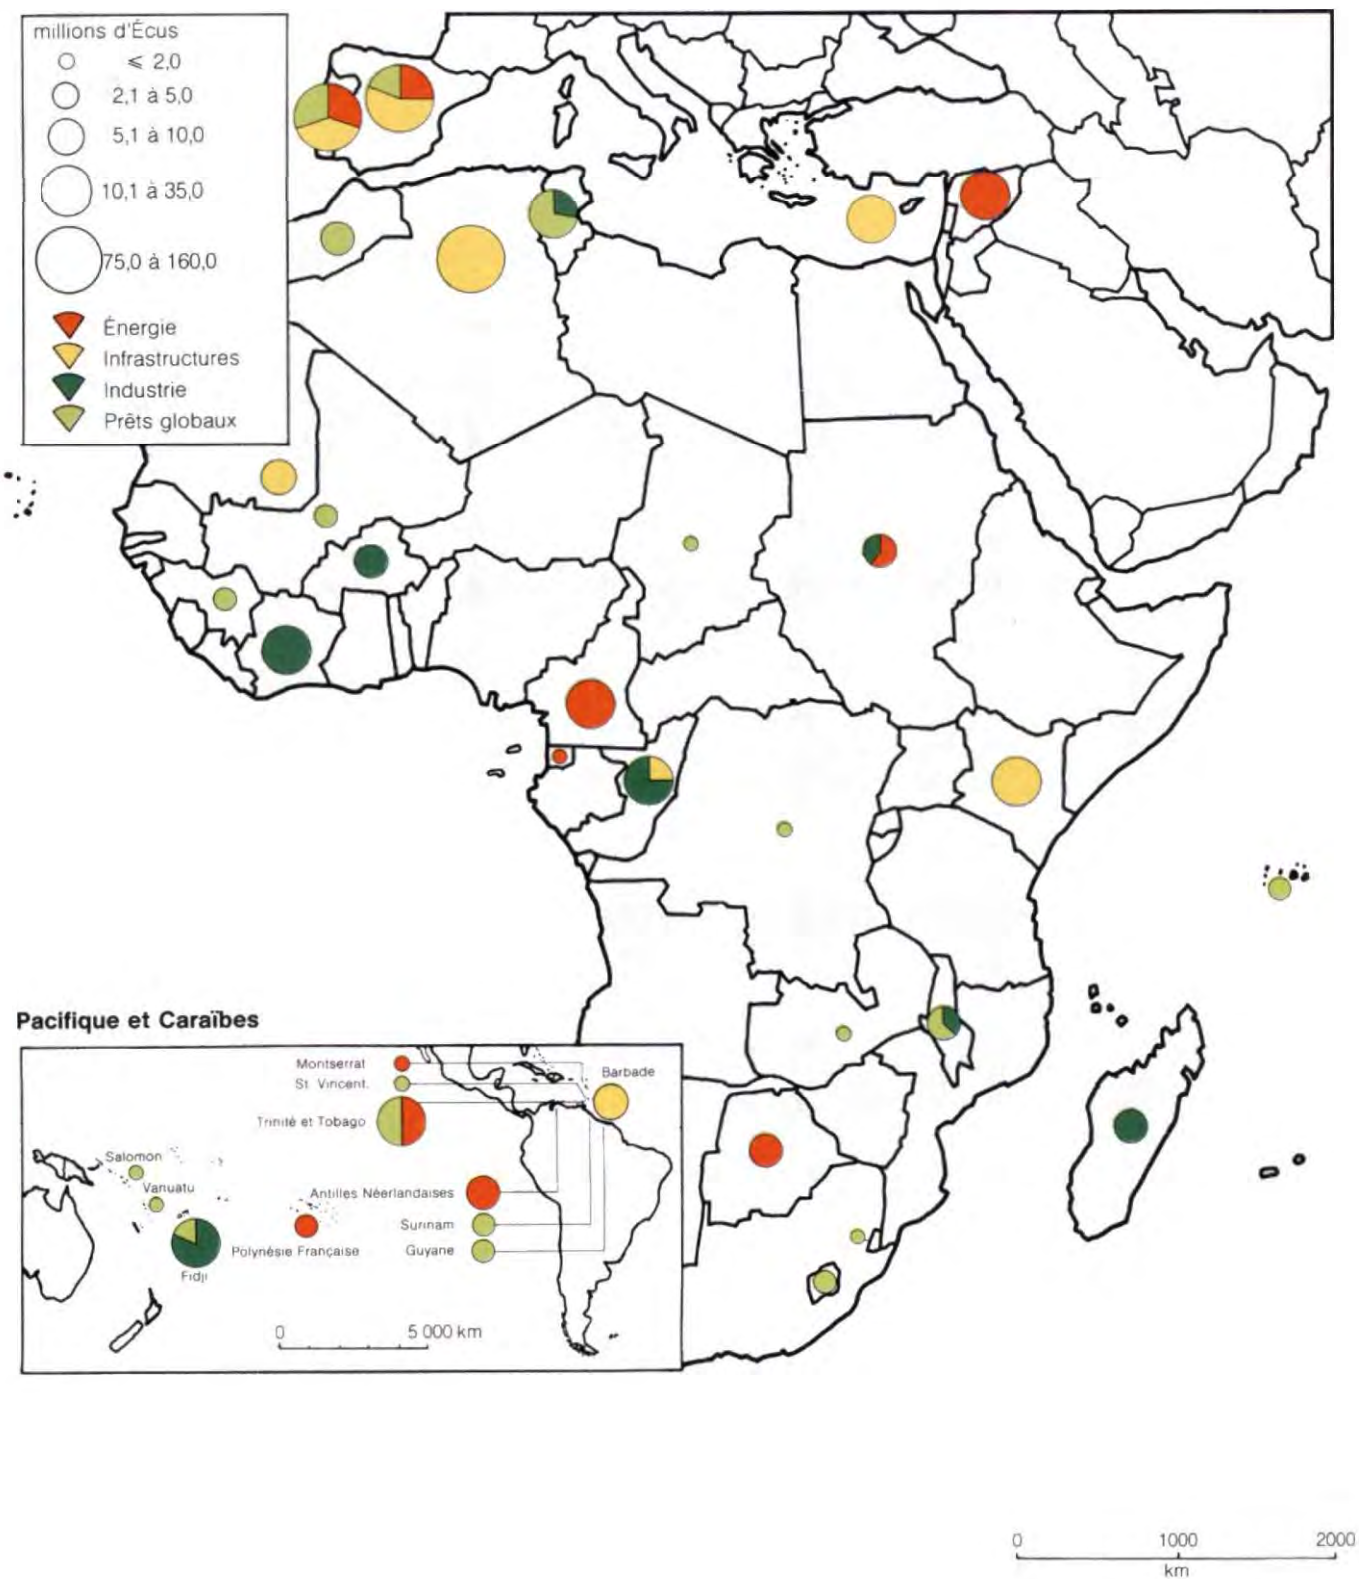 millions d'Écus
≤ 2,0
2,1 à 5,0
5,1 à 10,0
10,1 à 35,0
75,0 à 160,0
Énergie
Infrastructures
Industrie
Prêts globaux
Pacifique et Caraïbes
Montserrat
St. Vincent.
Barbade
Trinité et Tobago
Salomon
Vanuatu
Antilles Néerlandaises
Surinam
Polynésie Française
Guyane
Fidji
0 5 000 km
0 1000 2000
km